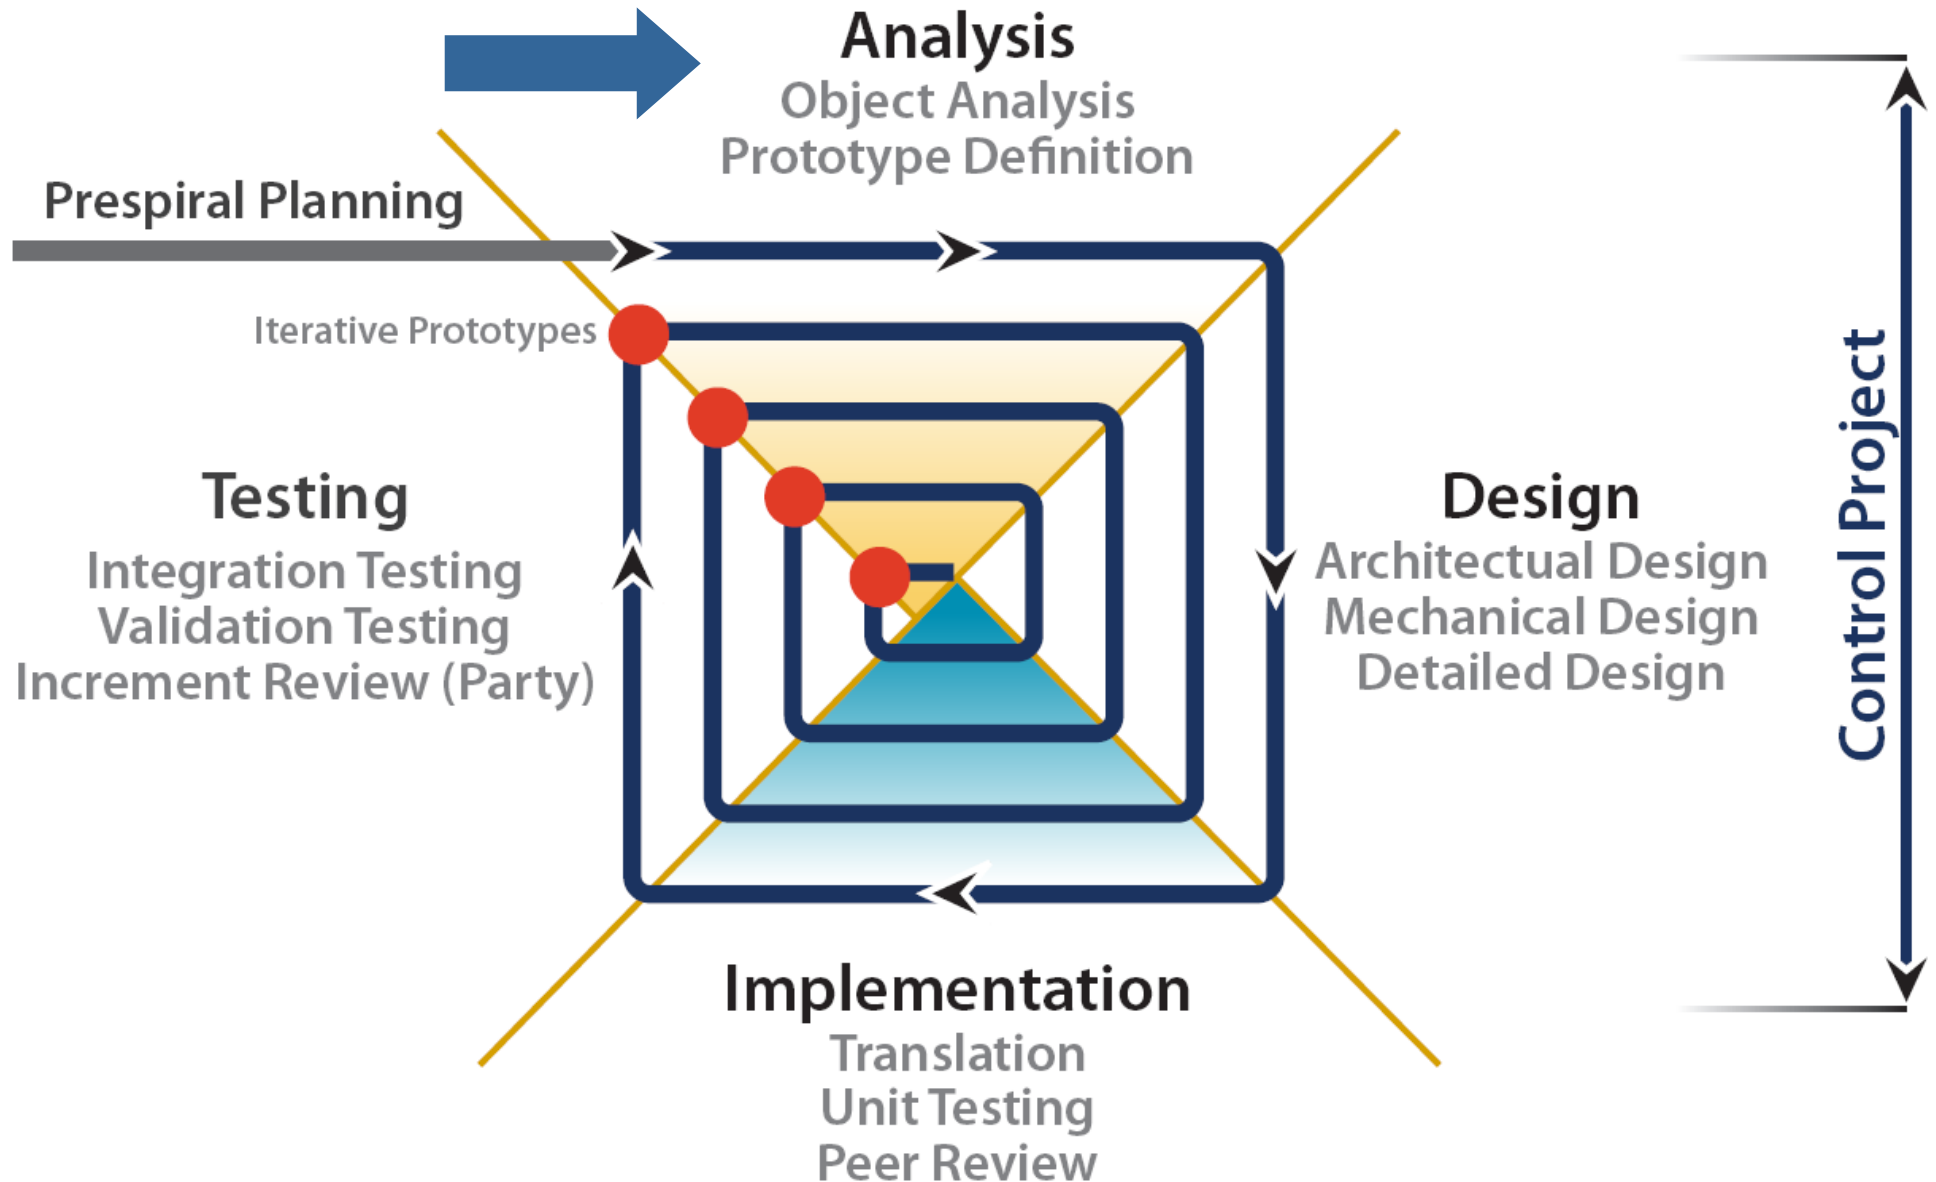 Analysis
Object Analysis
Prototype Definition
Prespiral Planning
Iterative Prototypes
Testing
Integration Testing
Validation Testing
Increment Review (Party)
Design
Architectual Design
Mechanical Design
Detailed Design
Control Project
Implementation
Translation
Unit Testing
Peer Review